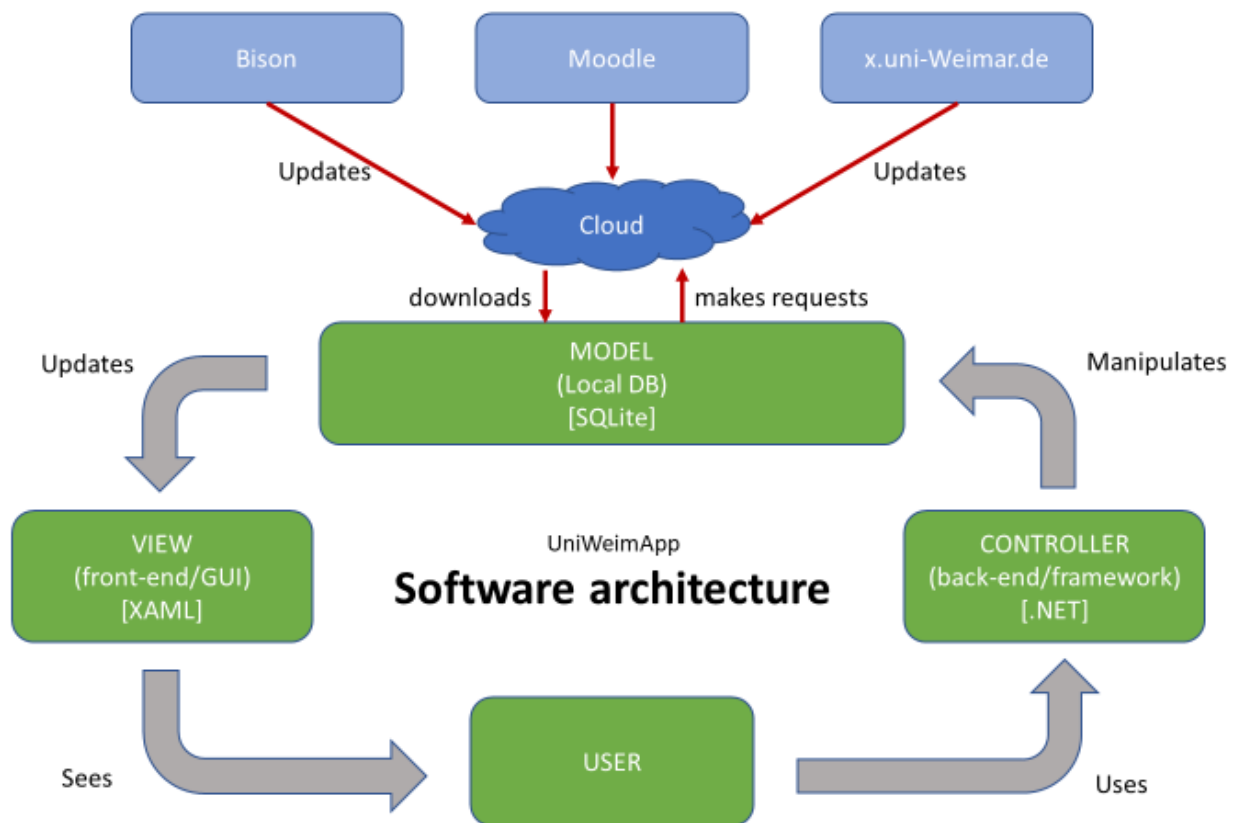 Bison
Moodle
x.uni-Weimar.de
Updates
Updates
Cloud
downloads
makes requests
Updates
MODEL
(Local DB)
[SQLite]
Manipulates
VIEW
(front-end/GUI)
[XAML]
UniWeimApp
Software architecture
CONTROLLER
(back-end/framework)
[.NET]
Sees
USER
Uses